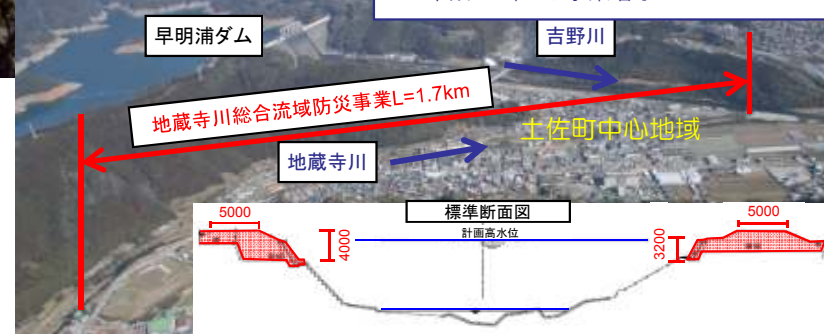 早明浦ダム
吉野川
地蔵寺川総合流域防災事業L=1.7km
土佐町中心地域
地蔵寺川
標準断面図
5000
5000
計画高水位
4000
3200